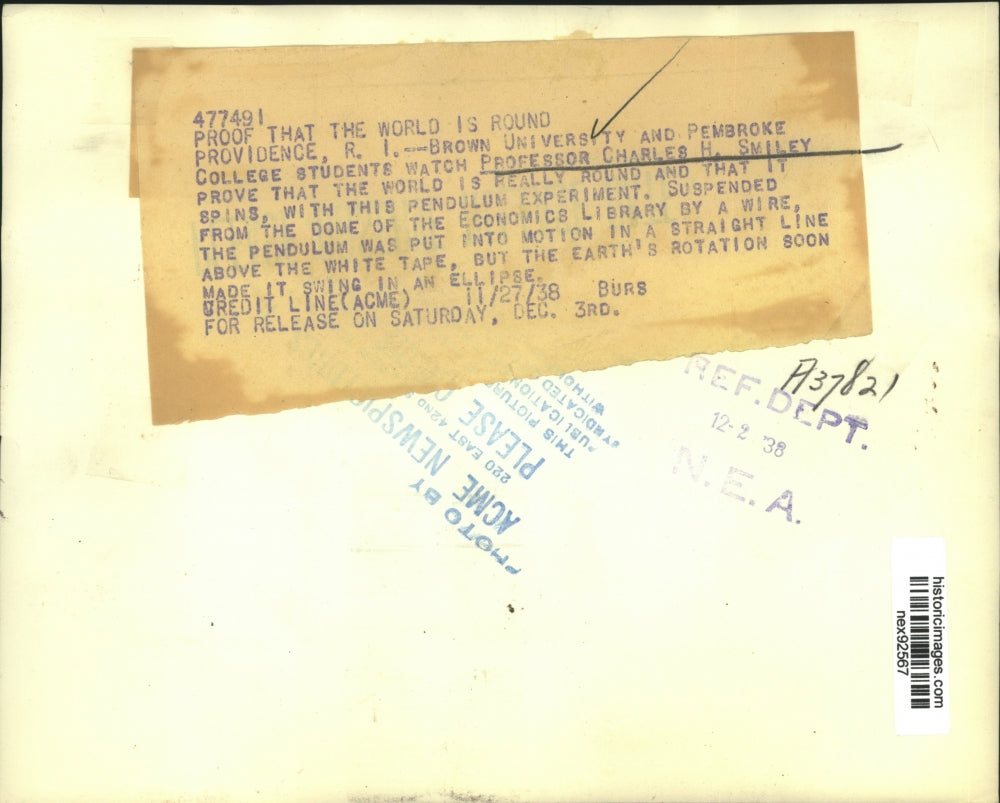 477491
PROOF THAT THE WORLD IS ROUND
PROVIDENCE, R. I.--BROWN UNIVERSITY AND PEMBROKE
COLLEGE STUDENTS WATCH PROFESSOR CHARLES H. SMILEY
PROVE THAT THE WORLD IS REALLY ROUND AND THAT IT
SPINS, WITH THIS PENDULUM EXPERIMENT. SUSPENDED
FROM THE DOME OF THE ECONOMICS LIBRARY BY A WIRE,
THE PENDULUM WAS PUT INTO MOTION IN A STRAIGHT LINE
ABOVE THE WHITE TAPE, BUT THE EARTH'S ROTATION SOON
MADE IT SWING IN AN ELLIPSE.
CREDIT LINE(ACME) 11/27/38 BURS
FOR RELEASE ON SATURDAY, DEC. 3RD.
A37821
REF. DEPT.
12-2 '38
N. E. A.
PHOTO BY
ACME NEWSPIC
220 EAST 42ND
PLEASE
THIS PICTURE
PUBLICATION
SYNDICATED
WITHO
historicimages.com
nex92567